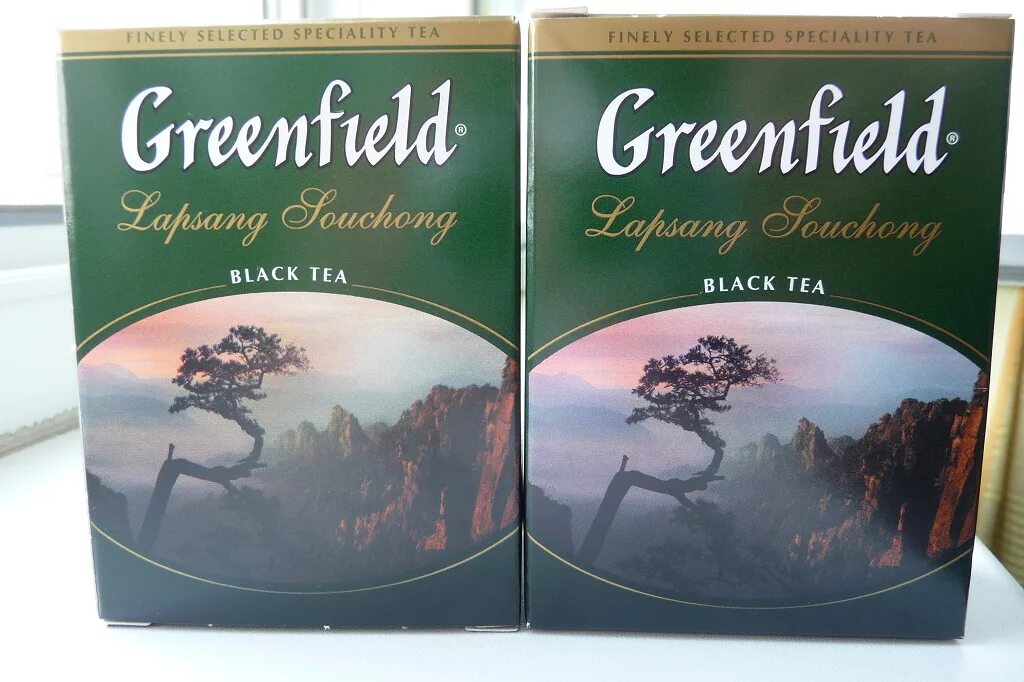 FINELY SELECTED SPECIALITY TEA
Greenfield®
Lapsang Souchong
BLACK TEA
FINELY SELECTED SPECIALITY TEA
Greenfield®
Lapsang Souchong
BLACK TEA